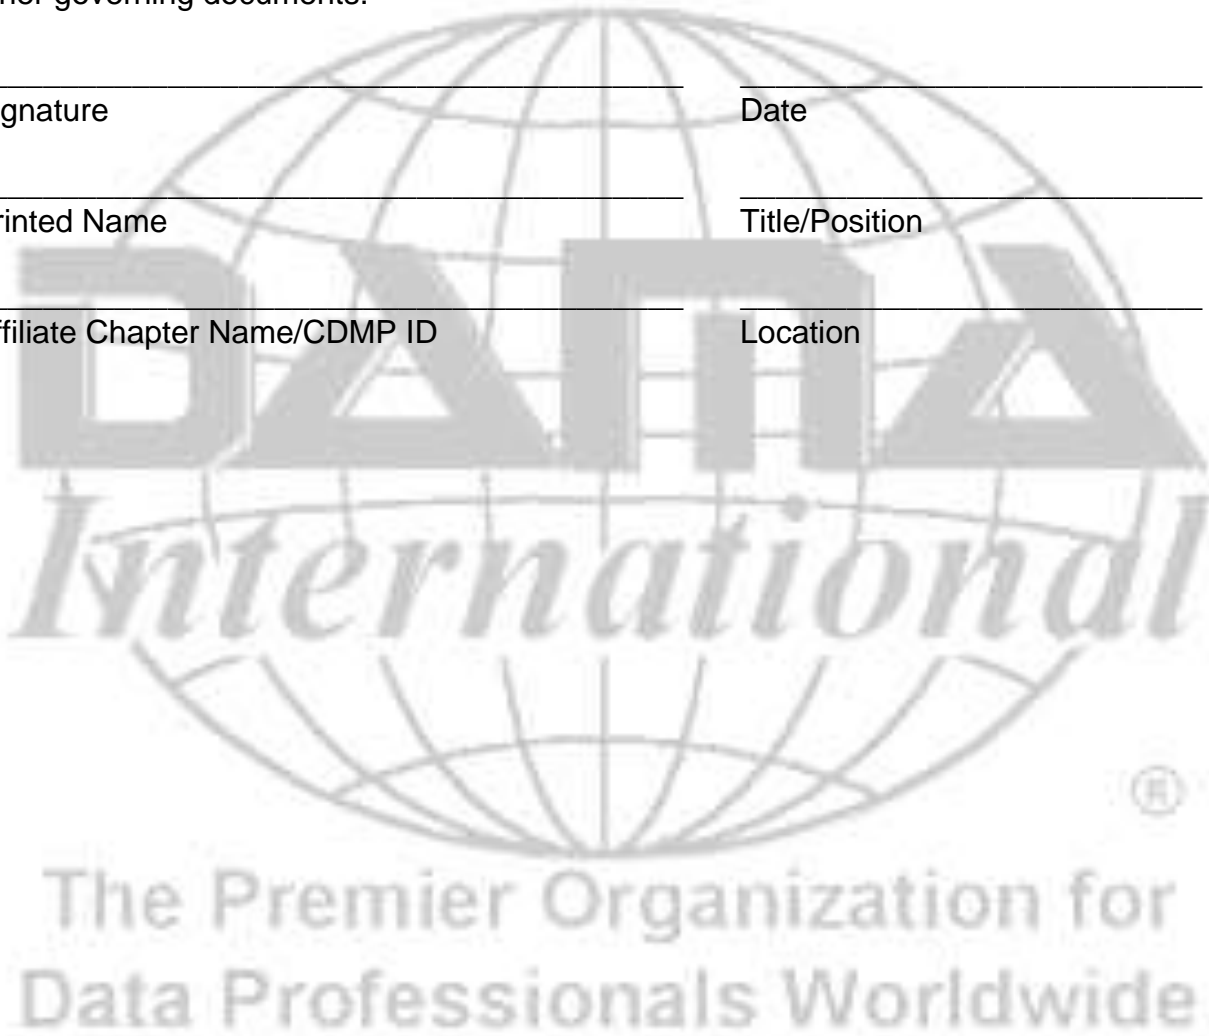 governing documents.
gnature Date
rinted Name Title/Position
ffiliate Chapter Name/CDMP ID Location
DAMA
International
®
The Premier Organization for
Data Professionals Worldwide